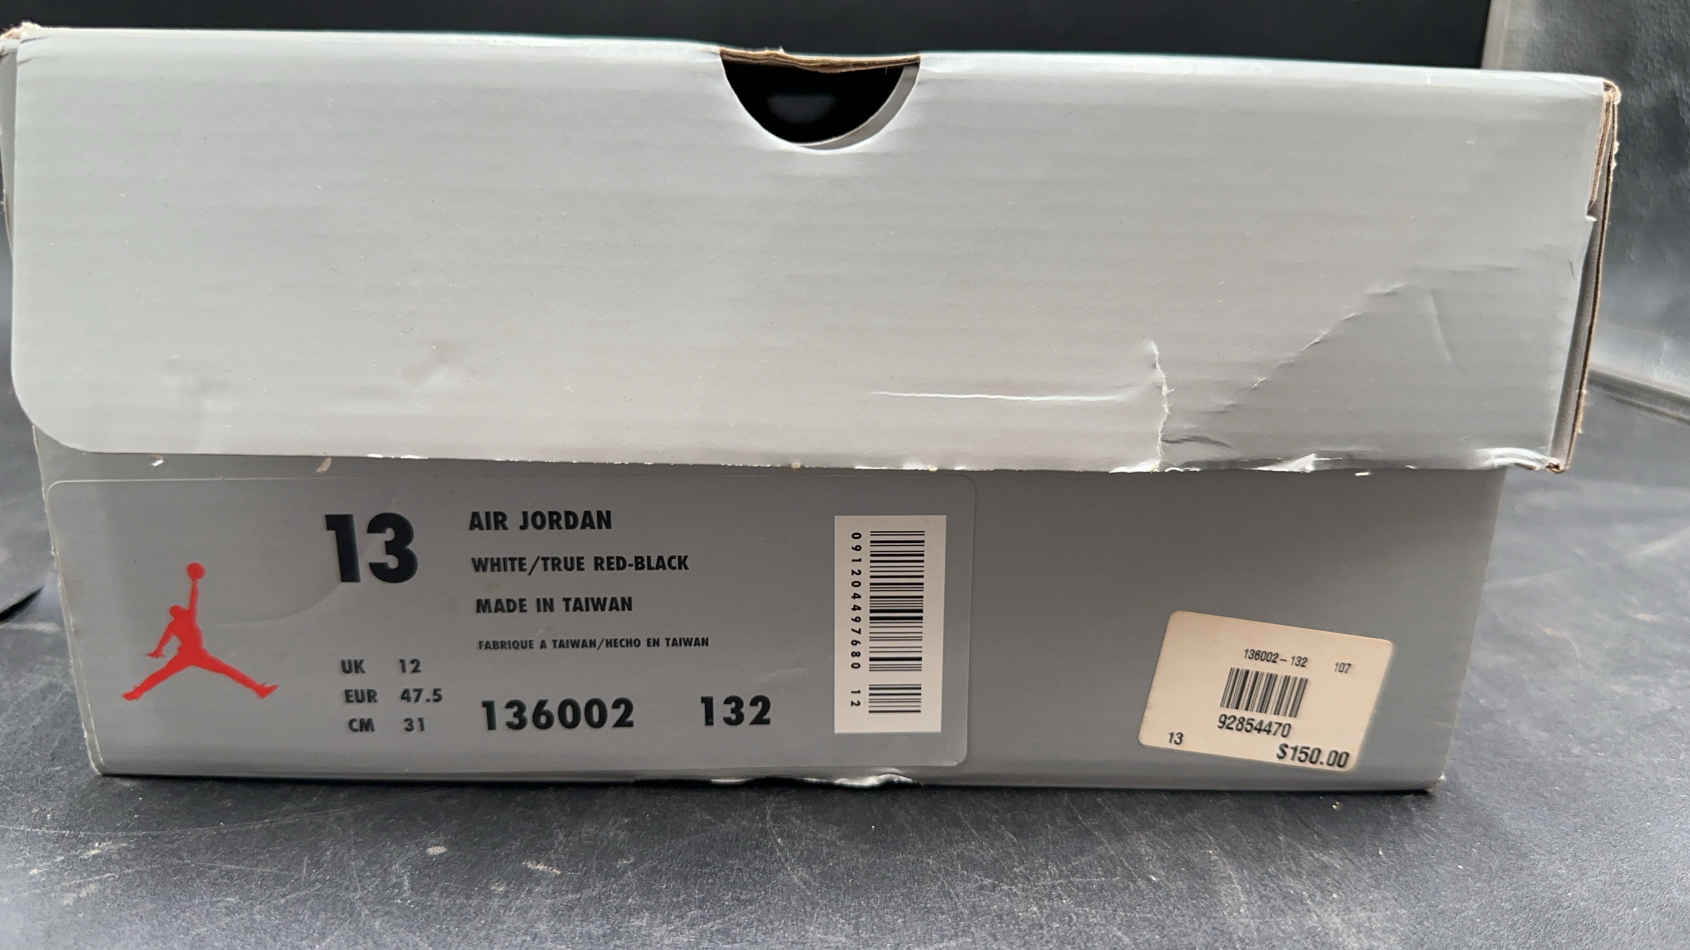 13
AIR JORDAN
WHITE/TRUE RED-BLACK
MADE IN TAIWAN
FABRIQUE A TAIWAN/HECHO EN TAIWAN
UK 12
EUR 47.5
CM 31
136002 132
091204497680 12
136002-132 107
92854470
13
$150.00